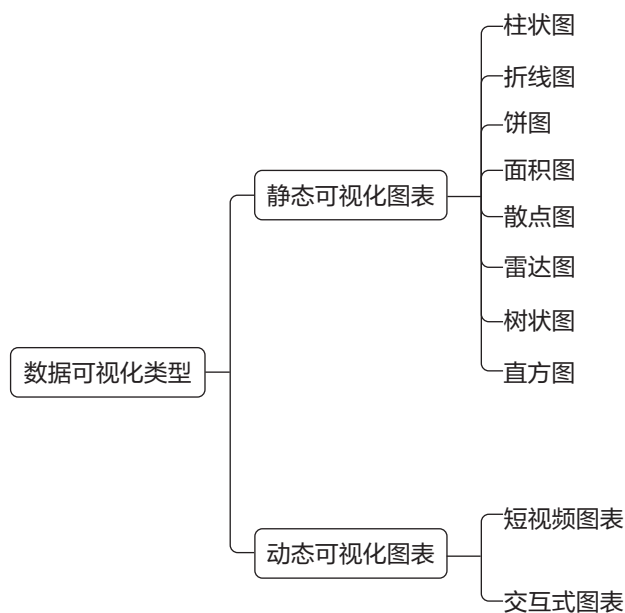 数据可视化类型
静态可视化图表
柱状图
折线图
饼图
面积图
散点图
雷达图
树状图
直方图
动态可视化图表
短视频图表
交互式图表